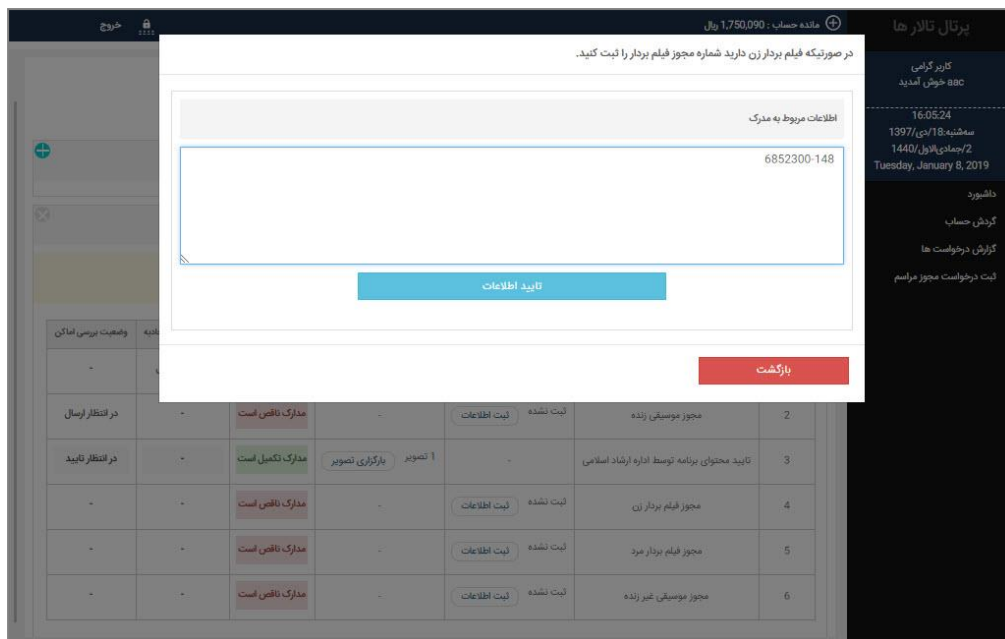 پرتال تالار ها
مانده حساب : 1,750,090 ریال
خروج
کاربر گرامی
aac خوش آمدید
16:05:24
سه‌شنبه:18/دی/1397
2/جمادی‌الاول/1440
Tuesday, January 8, 2019
داشبورد
گردش حساب
گزارش درخواست ها
ثبت درخواست مجوز مراسم
در صورتیکه فیلم بردار زن دارید شماره مجوز فیلم بردار را ثبت کنید.
اطلاعات مربوط به مدرک
6852300-148
تایید اطلاعات
بازگشت
وضعیت بررسی اماکن
-
2 مجوز موسیقی زنده ثبت نشده ثبت اطلاعات - مدارک ناقص است - در انتظار ارسال
3 تایید محتوای برنامه توسط اداره ارشاد اسلامی - 1 تصویر بارگزاری تصویر مدارک تکمیل است - در انتظار تایید
4 مجوز فیلم بردار زن ثبت نشده ثبت اطلاعات - مدارک ناقص است - -
5 مجوز فیلم بردار مرد ثبت نشده ثبت اطلاعات - مدارک ناقص است - -
6 مجوز موسیقی غیر زنده ثبت نشده ثبت اطلاعات - مدارک ناقص است - -